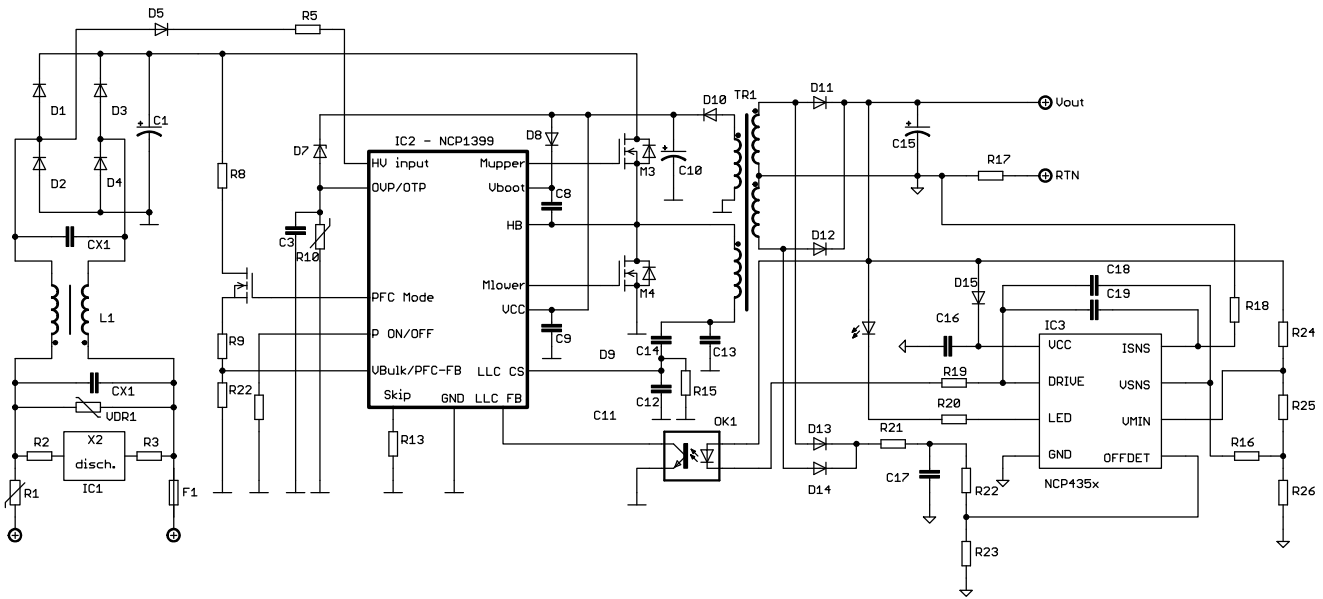 D5
R5
D1
D3
C1
D2
D4
CX1
L1
CX1
VDR1
R2
X2
disch.
IC1
R3
R1
F1
R8
R9
R22
D7
C3
R10
IC2 - NCP1399
HV input
OVP/OTP
PFC Mode
P ON/OFF
VBulk/PFC-FB
Skip
GND
LLC FB
Mupper
Vboot
HB
Mlower
VCC
LLC CS
R13
D8
C8
C9
D9
C11
M3
M4
C10
D10
TR1
C14
C13
C12
R15
OK1
D11
D12
C15
Vout
R17
RTN
D15
C18
C19
C16
R18
R19
R20
IC3
VCC
DRIVE
LED
GND
ISNS
VSNS
VMIN
OFFDET
NCP435x
R24
R25
R16
R26
D13
D14
R21
C17
R22
R23